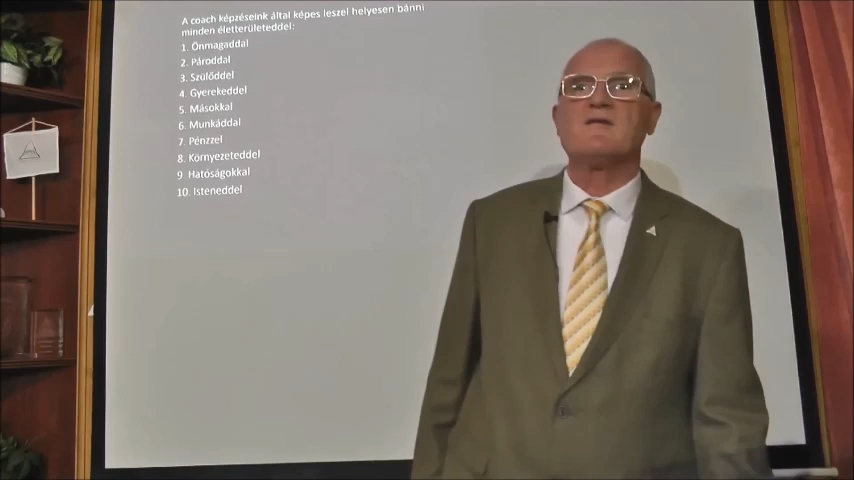 A coach képzéseink által képes leszel helyesen bánni
minden életterületeddel:
1. Önmagaddal
2. Pároddal
3. Szülőddel
4. Gyerekeddel
5. Másokkal
6. Munkáddal
7. Pénzzel
8. Környezeteddel
9. Hatóságokkal
10. Isteneddel